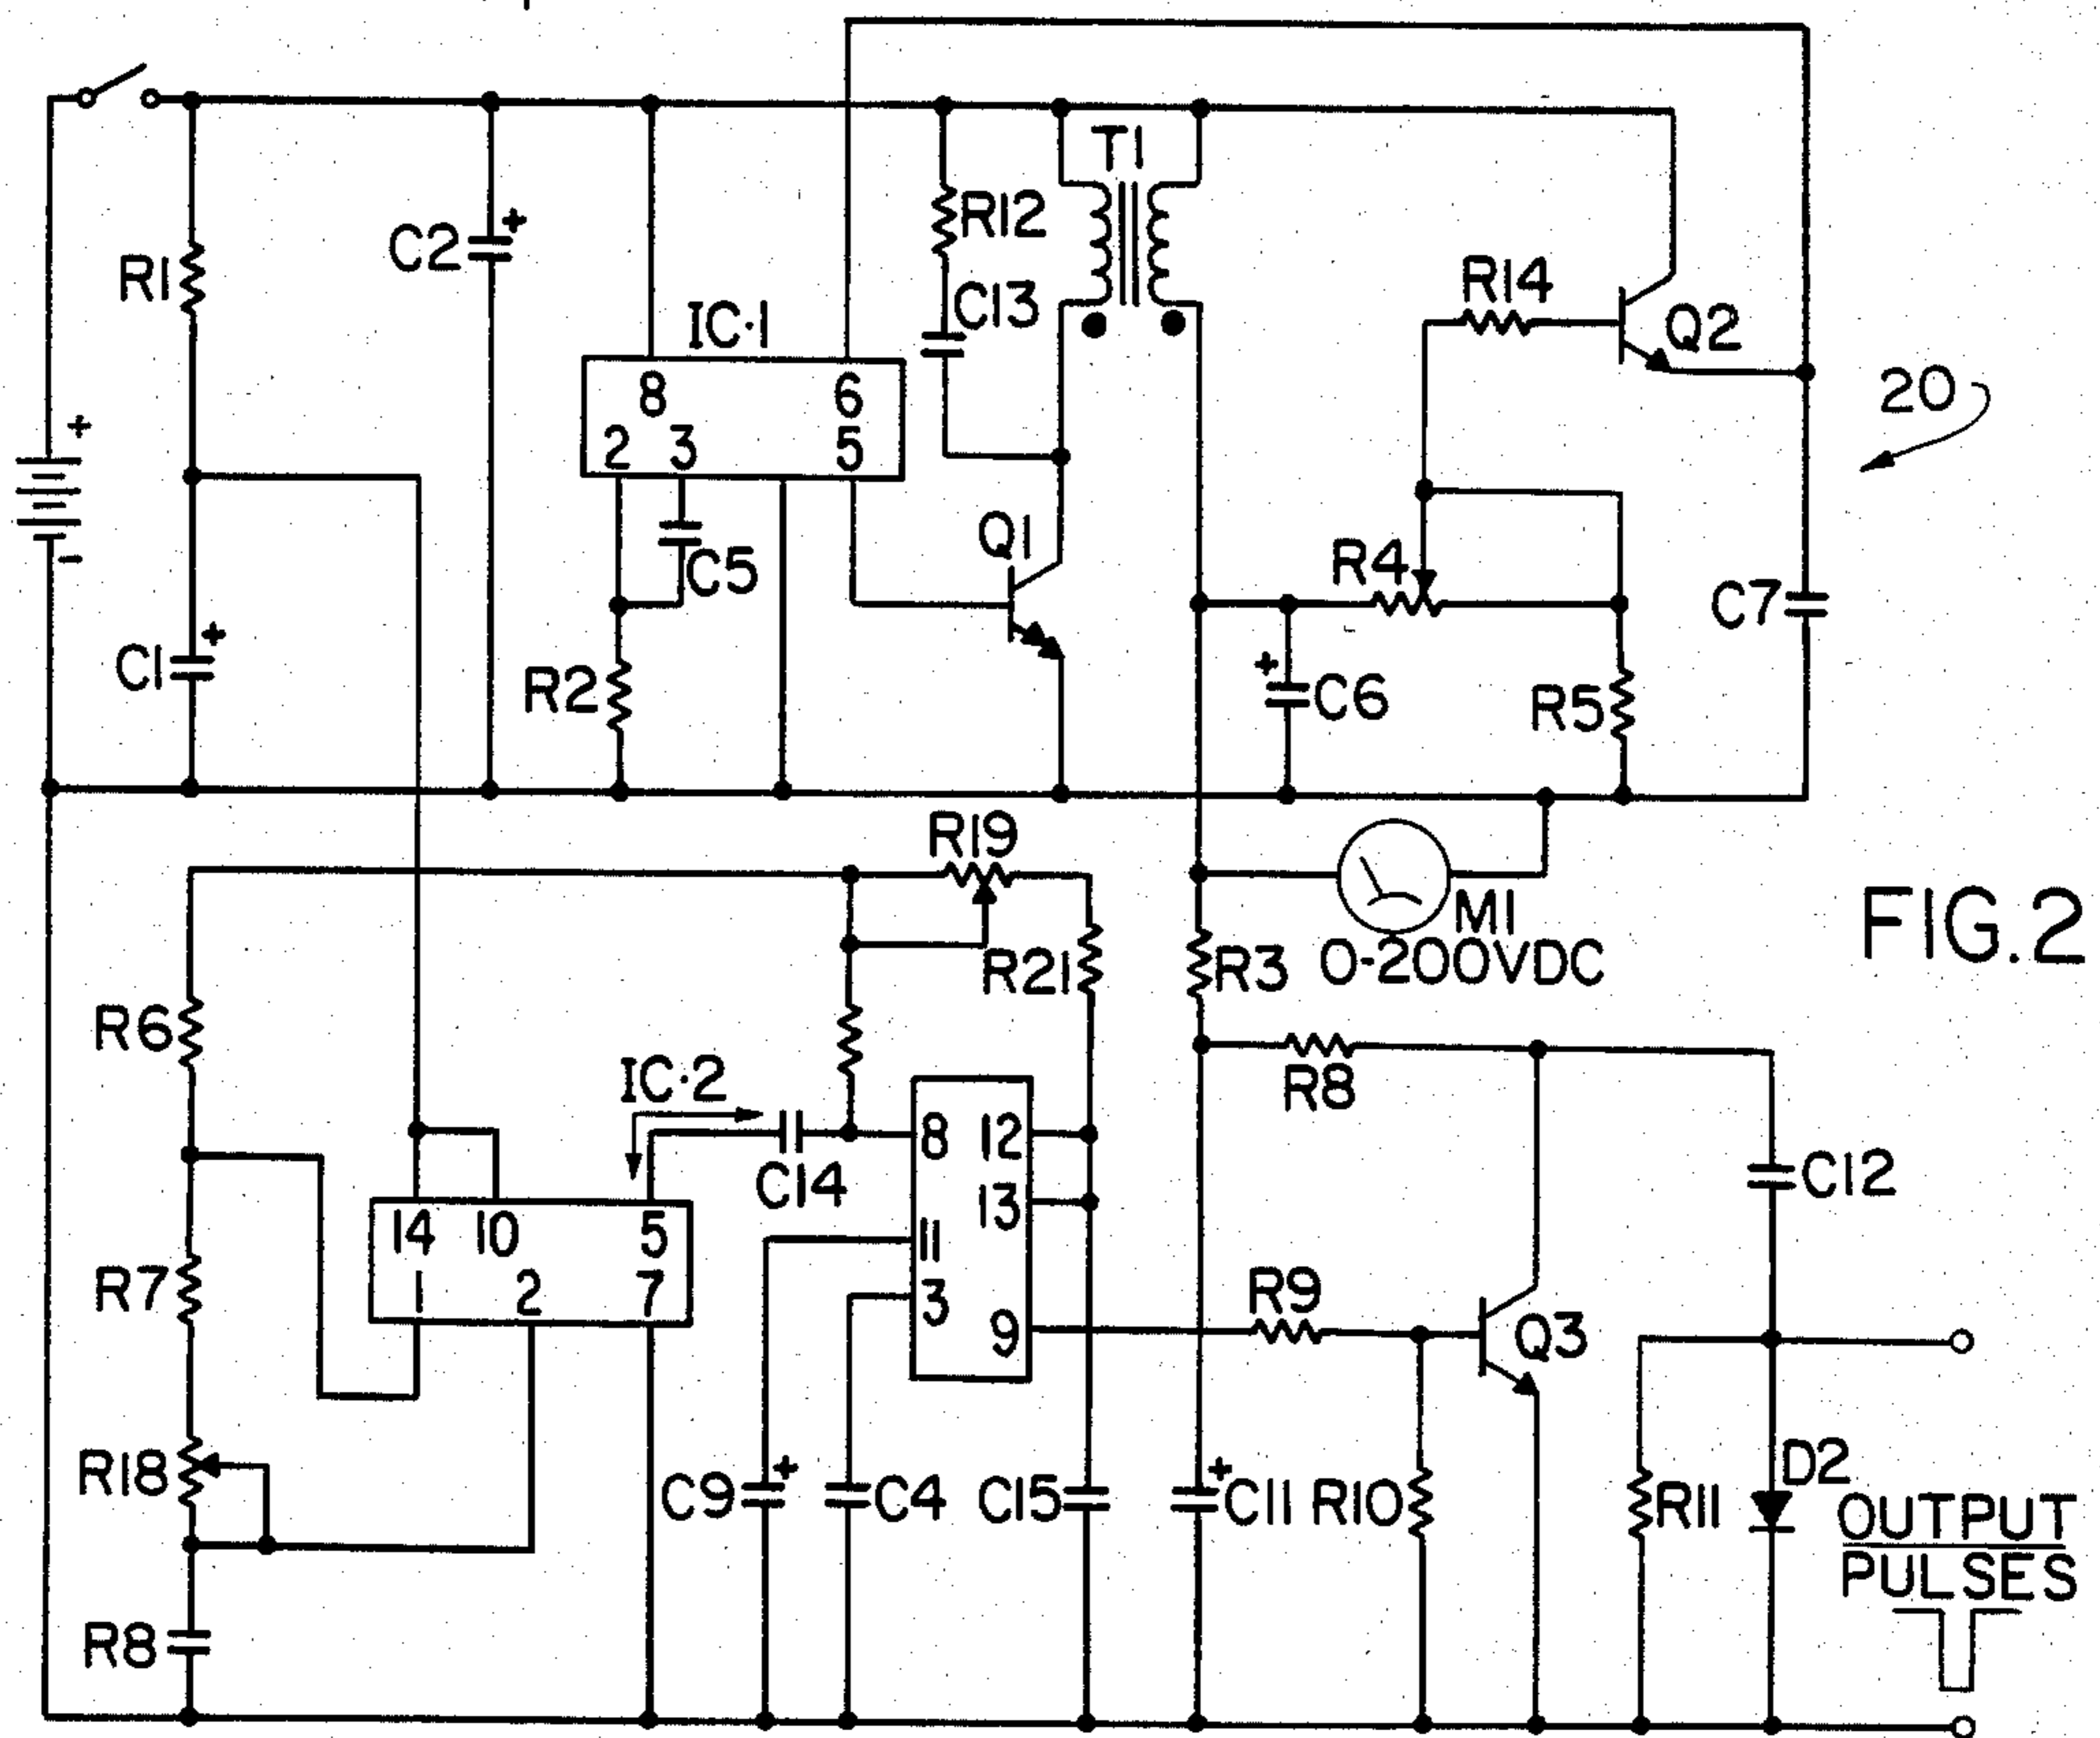 T1
R12
R1
C2
+
R14
C13
IC·1
Q2
8 6
20
2 3 5
+
Q1
C5
R4
-
C7
+
C1
R2
+
C6
R5
R19
FIG.2
M1
R21
R3
0-200VDC
R6
IC·2
R8
8 12
C14
C12
13
14 10 5
11
R7
1 2 7
R9
3
9
Q3
D2
R18
+
+
C9
C4
C15
C11
R10
R11
OUTPUT
PULSES
R8